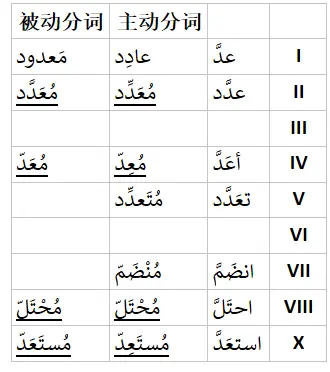 被动分词 主动分词
I عدَّ عادِد مَعدود
II عدَّد مُعَدِّد مُعَدَّد
III
IV أعَدَّ مُعِدّ مُعَدّ
V تعَدَّد مُتَعدِّد
VI
VII انضَمَّ مُنْضَمّ
VIII احتَلَّ مُحْتَلّ مُحْتَلّ
X استعَدَّ مُستَعِدّ مُستَعَدّ